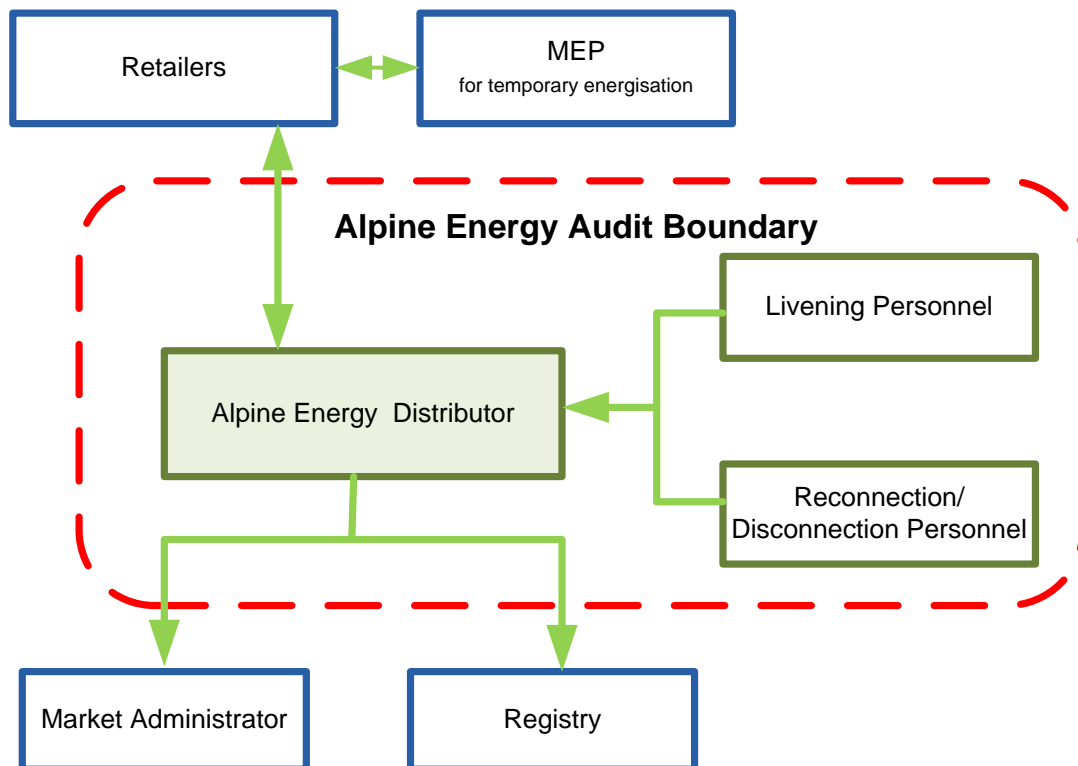 Retailers
MEP
for temporary energisation
Alpine Energy Audit Boundary
Livening Personnel
Alpine Energy  Distributor
Reconnection/
Disconnection Personnel
Market Administrator
Registry